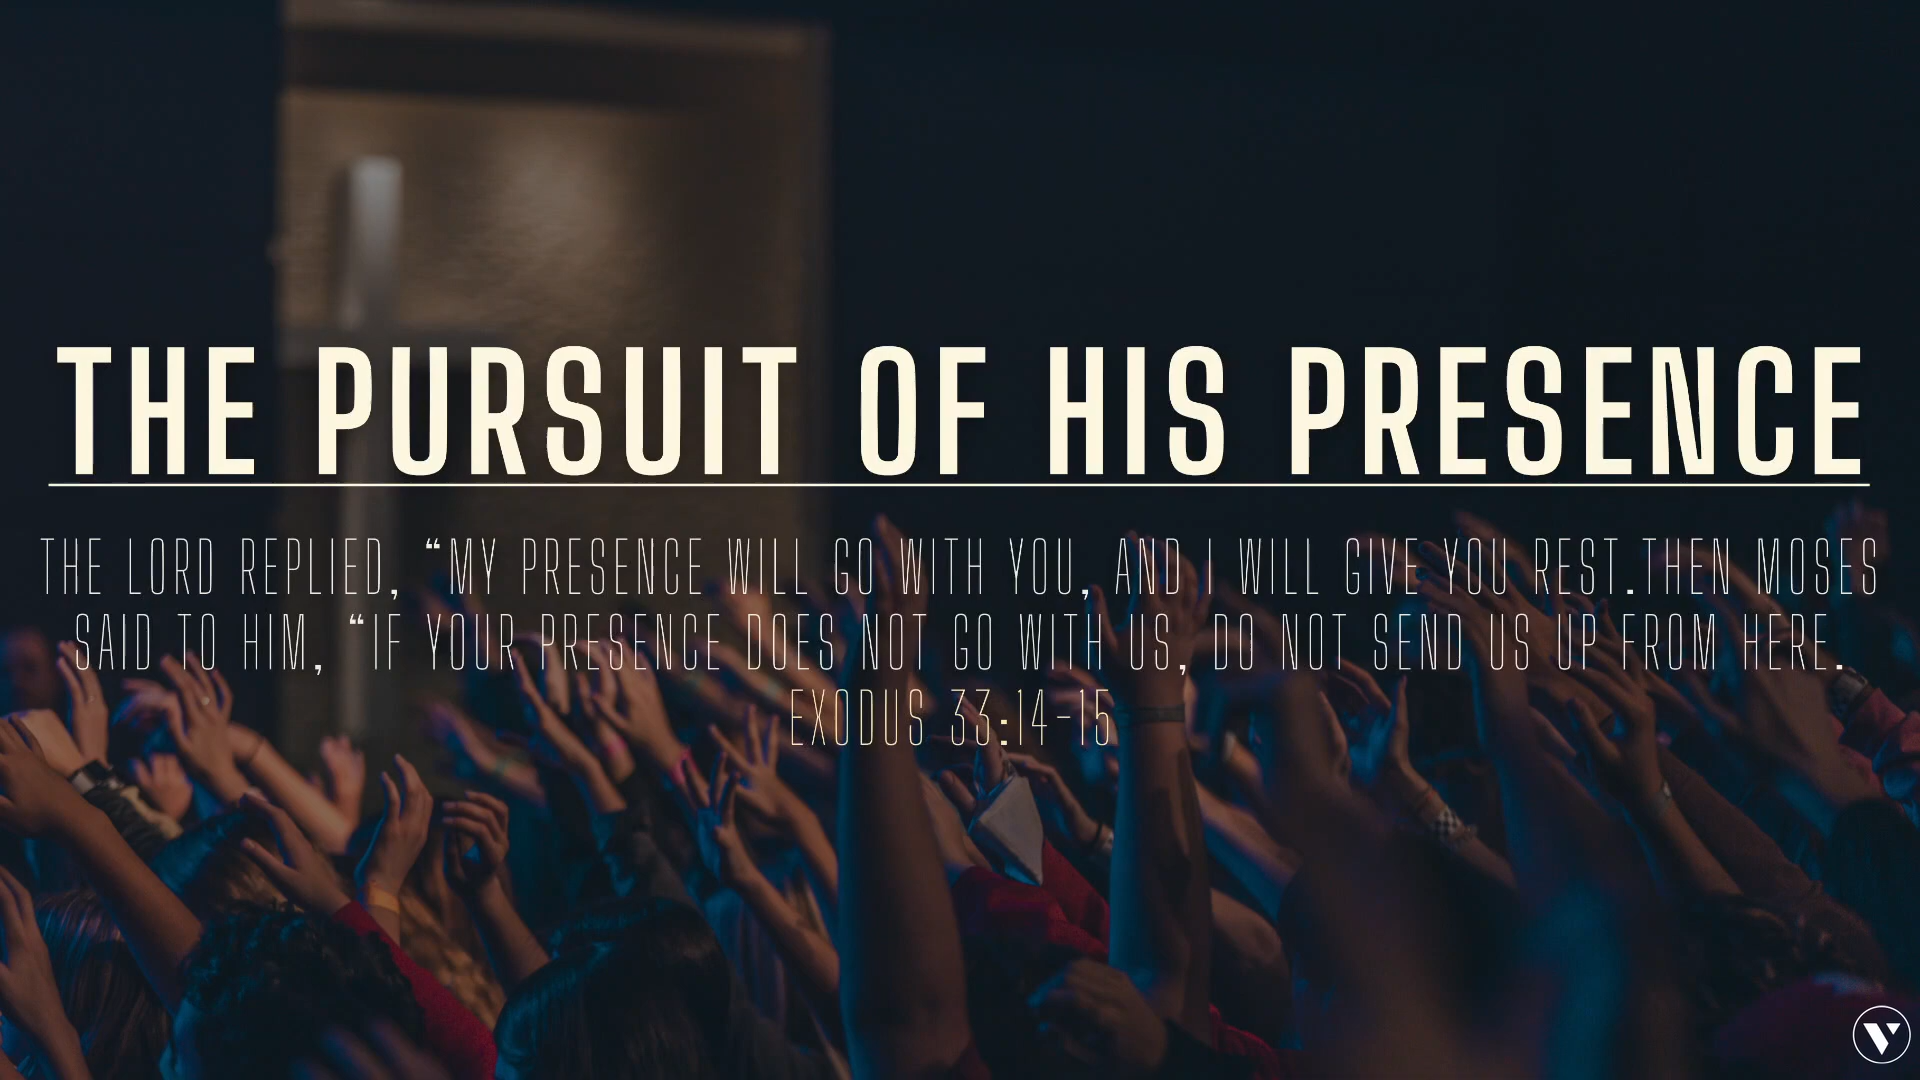 THE PURSUIT OF HIS PRESENCE
THE LORD REPLIED, “MY PRESENCE WILL GO WITH YOU, AND I WILL GIVE YOU REST.THEN MOSES
SAID TO HIM, “IF YOUR PRESENCE DOES NOT GO WITH US, DO NOT SEND US UP FROM HERE.
EXODUS 33:14-15
V